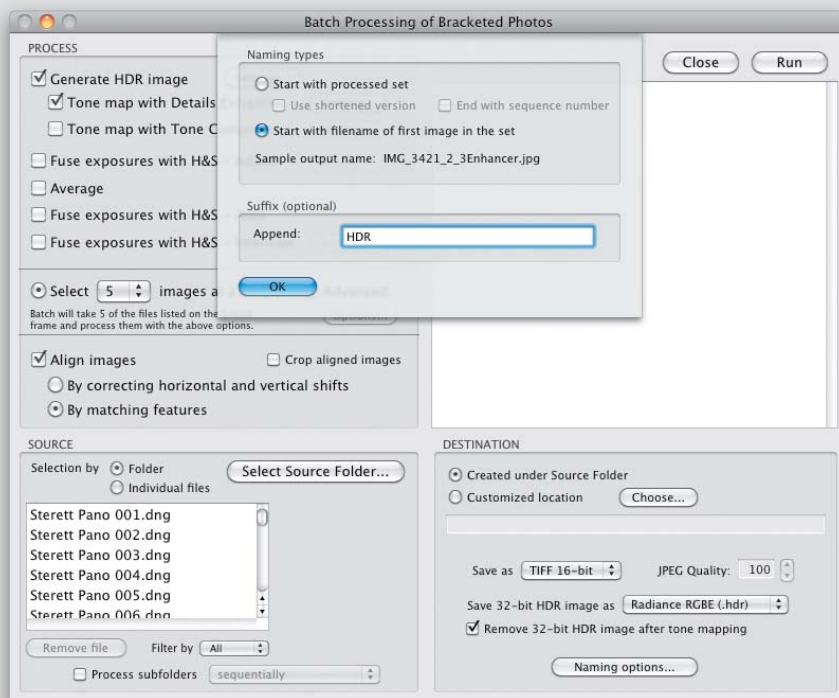 Batch Processing of Bracketed Photos
PROCESS
Generate HDR image
Tone map with Details
Tone map with Tone C
Fuse exposures with H&S -
Average
Fuse exposures with H&S -
Fuse exposures with H&S -
Select 5 images a
Batch will take 5 of the files listed on the
frame and process them with the above options.
Align images
Crop aligned images
By correcting horizontal and vertical shifts
By matching features
Naming types
Start with processed set
Use shortened version
End with sequence number
Start with filename of first image in the set
Sample output name: IMG_3421_2_3Enhancer.jpg
Suffix (optional)
Append: HDR
OK
Close
Run
SOURCE
Selection by Folder
Individual files
Select Source Folder...
Sterett Pano 001.dng
Sterett Pano 002.dng
Sterett Pano 003.dng
Sterett Pano 004.dng
Sterett Pano 005.dng
Sterett Pano 006.dng
Remove file
Filter by All
Process subfolders sequentially
DESTINATION
Created under Source Folder
Customized location Choose...
Save as TIFF 16-bit
JPEG Quality: 100
Save 32-bit HDR image as Radiance RGBE (.hdr)
Remove 32-bit HDR image after tone mapping
Naming options...